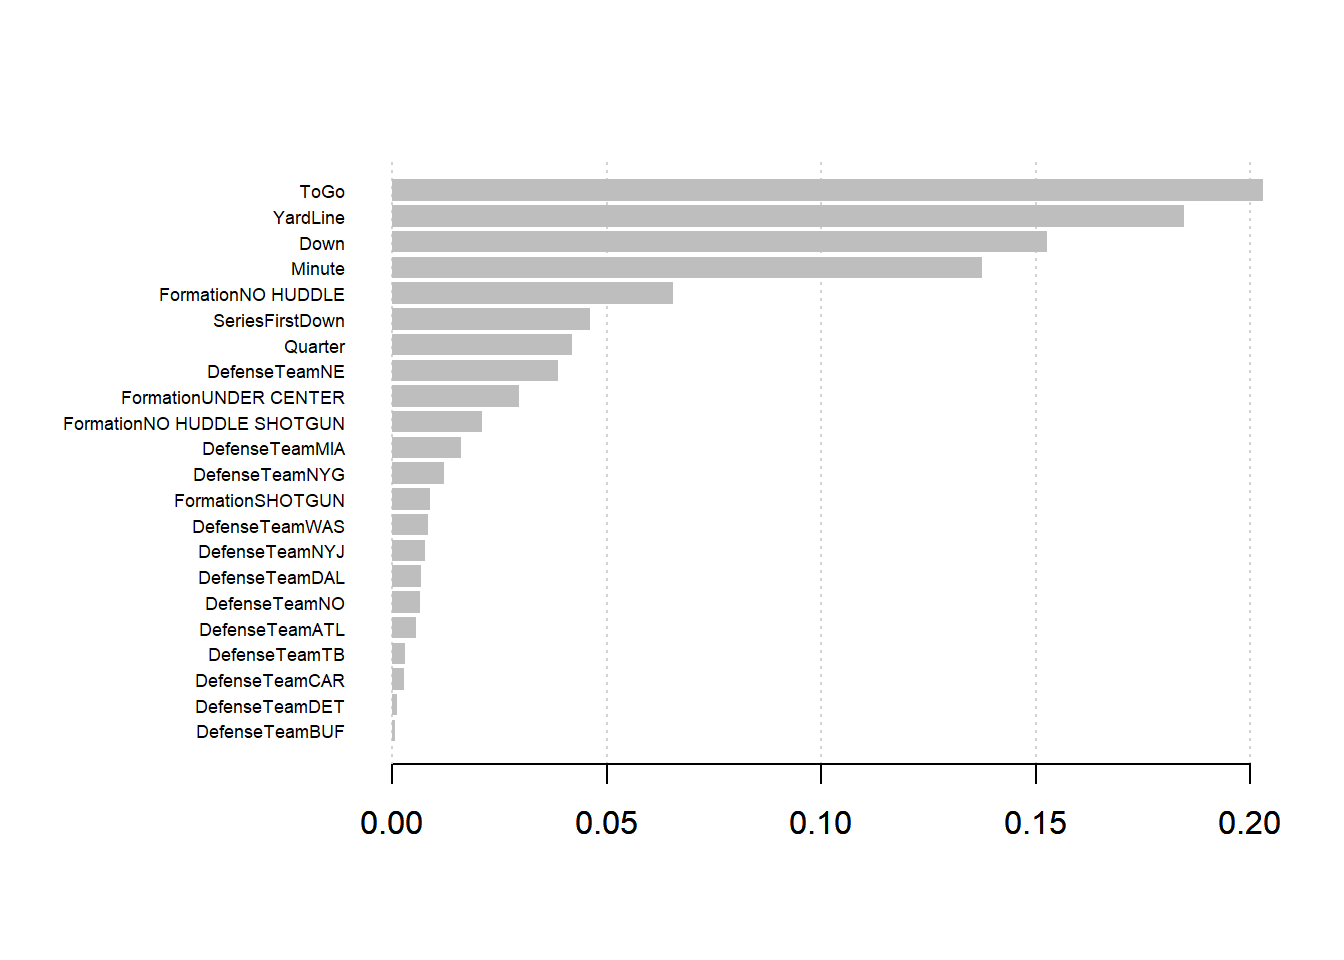 ToGo
YardLine
Down
Minute
FormationNO HUDDLE
SeriesFirstDown
Quarter
DefenseTeamNE
FormationUNDER CENTER
FormationNO HUDDLE SHOTGUN
DefenseTeamMIA
DefenseTeamNYG
FormationSHOTGUN
DefenseTeamWAS
DefenseTeamNYJ
DefenseTeamDAL
DefenseTeamNO
DefenseTeamATL
DefenseTeamTB
DefenseTeamCAR
DefenseTeamDET
DefenseTeamBUF
0.00 0.05 0.10 0.15 0.20